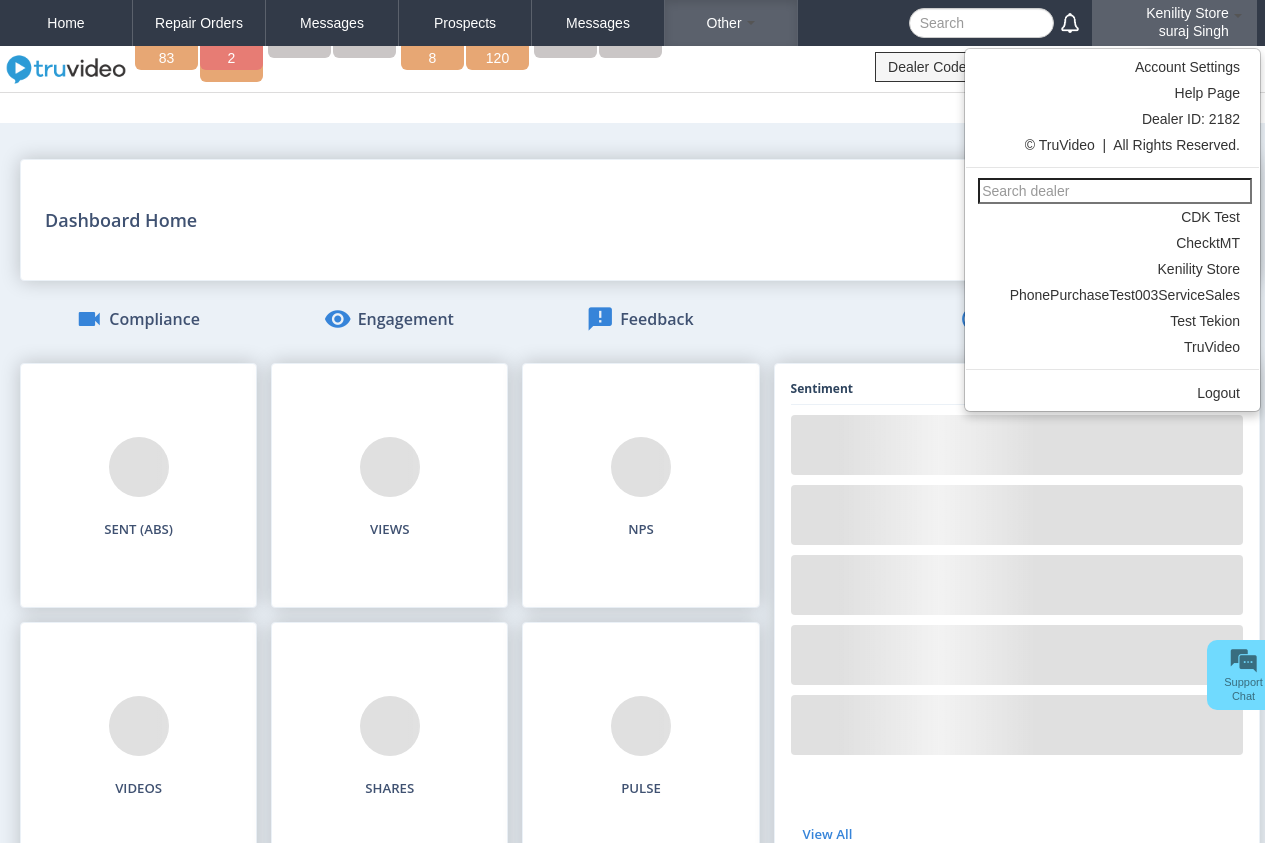 Home
Repair Orders
Messages
Prospects
Messages
Other
Search
Kenility Store
suraj Singh
83
2
8
120
truvideo
Dealer Code
Account Settings
Help Page
Dealer ID: 2182
© TruVideo | All Rights Reserved.
Search dealer
CDK Test
ChecktMT
Kenility Store
PhonePurchaseTest003ServiceSales
Test Tekion
TruVideo
Logout
Dashboard Home
Compliance
Engagement
Feedback
Sentiment
SENT (ABS)
VIEWS
NPS
VIDEOS
SHARES
PULSE
View All
Support
Chat